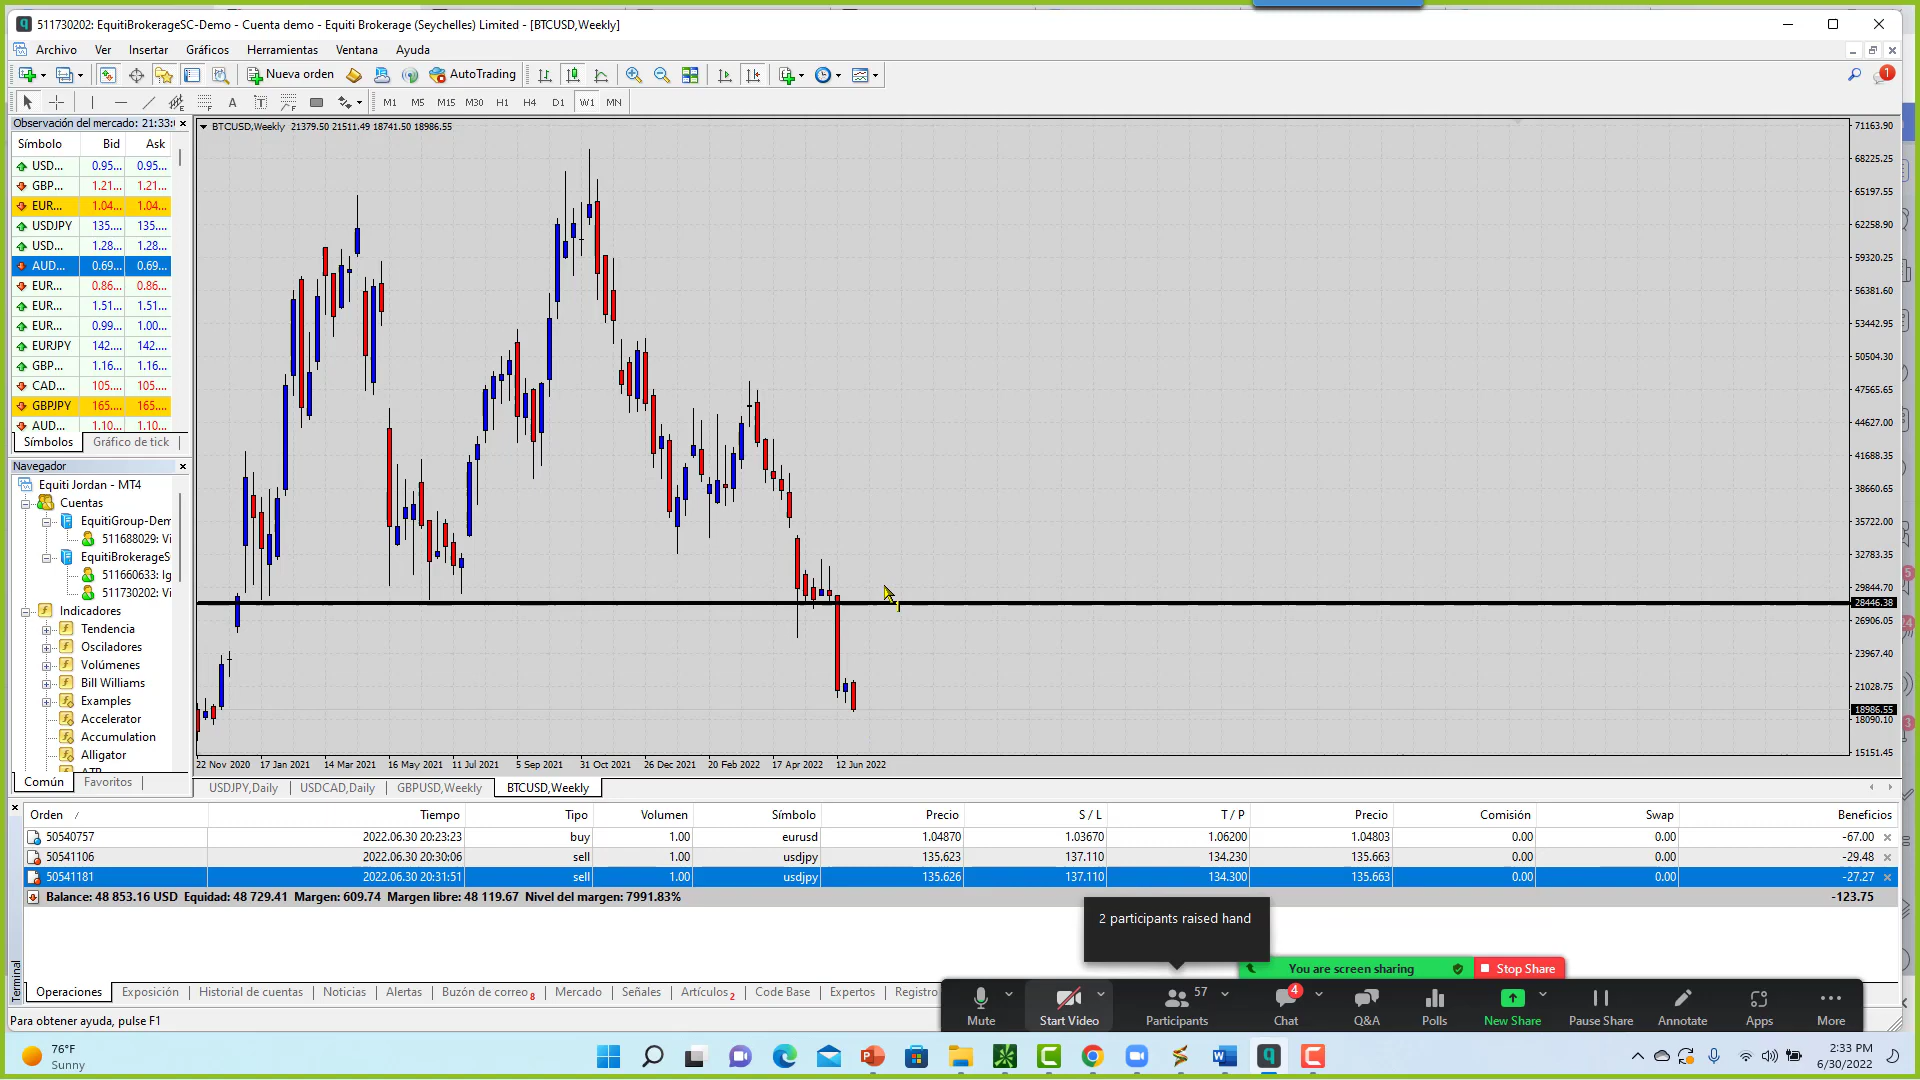 511730202: EquitiBrokerageSC-Demo - Cuenta demo - Equiti Brokerage (Seychelles) Limited - [BTCUSD,Weekly]
Archivo Ver Insertar Gráficos Herramientas Ventana Ayuda
Nueva orden AutoTrading 1
A T M1 M5 M15 M30 H1 H4 D1 W1 MN
Observación del mercado: 21:33:
Símbolo Bid Ask
USD... 0.95... 0.95...
GBP... 1.21... 1.21...
EUR... 1.04... 1.04...
USDJPY 135.... 135....
USD... 1.28... 1.28...
AUD... 0.69... 0.69...
EUR... 0.86... 0.86...
EUR... 1.51... 1.51...
EUR... 0.99... 1.00...
EURJPY 142.... 142....
GBP... 1.16... 1.16...
CAD... 105.... 105....
GBPJPY 165.... 165....
AUD... 1.10... 1.10...
Símbolos Gráfico de tick
Navegador
Equiti Jordan - MT4
Cuentas
EquitiGroup-Dem
511688029: Vi
EquitiBrokerageS
511660633: Ig
511730202: Vi
Indicadores
Tendencia
Osciladores
Volúmenes
Bill Williams
Examples
Accelerator
Accumulation
Alligator
Común Favoritos
BTCUSD,Weekly 21379.50 21511.49 18741.50 18986.55
71163.90
68225.25
65197.55
62258.90
59320.25
56381.60
53442.95
50504.30
47565.65
44627.00
41688.35
38660.65
35722.00
32783.35
29844.70
28446.38
26906.05
23967.40
21028.75
18986.55
18090.10
15151.45
22 Nov 2020 17 Jan 2021 14 Mar 2021 16 May 2021 11 Jul 2021 5 Sep 2021 31 Oct 2021 26 Dec 2021 20 Feb 2022 17 Apr 2022 12 Jun 2022
USDJPY,Daily USDCAD,Daily GBPUSD,Weekly BTCUSD,Weekly
Orden Tiempo Tipo Volumen Símbolo Precio S / L T / P Precio Comisión Swap Beneficios
50540757 2022.06.30 20:23:23 buy 1.00 eurusd 1.04870 1.03670 1.06200 1.04803 0.00 0.00 -67.00
50541106 2022.06.30 20:30:06 sell 1.00 usdjpy 135.623 137.110 134.230 135.663 0.00 0.00 -29.48
50541181 2022.06.30 20:31:51 sell 1.00 usdjpy 135.626 137.110 134.300 135.663 0.00 0.00 -27.27
Balance: 48 853.16 USD Equidad: 48 729.41 Margen: 609.74 Margen libre: 48 119.67 Nivel del margen: 7991.83% -123.75
2 participants raised hand
You are screen sharing Stop Share
Terminal
Operaciones Exposición Historial de cuenta Noticias Alertas Buzón de correo 8 Mercado Señales Artículos 2 Code Base Expertos Registro
57 4
Mute Start Video Participants Chat Q&A Polls New Share Pause Share Annotate Apps More
Para obtener ayuda, pulse F1
76°F
Sunny
2:33 PM
6/30/2022